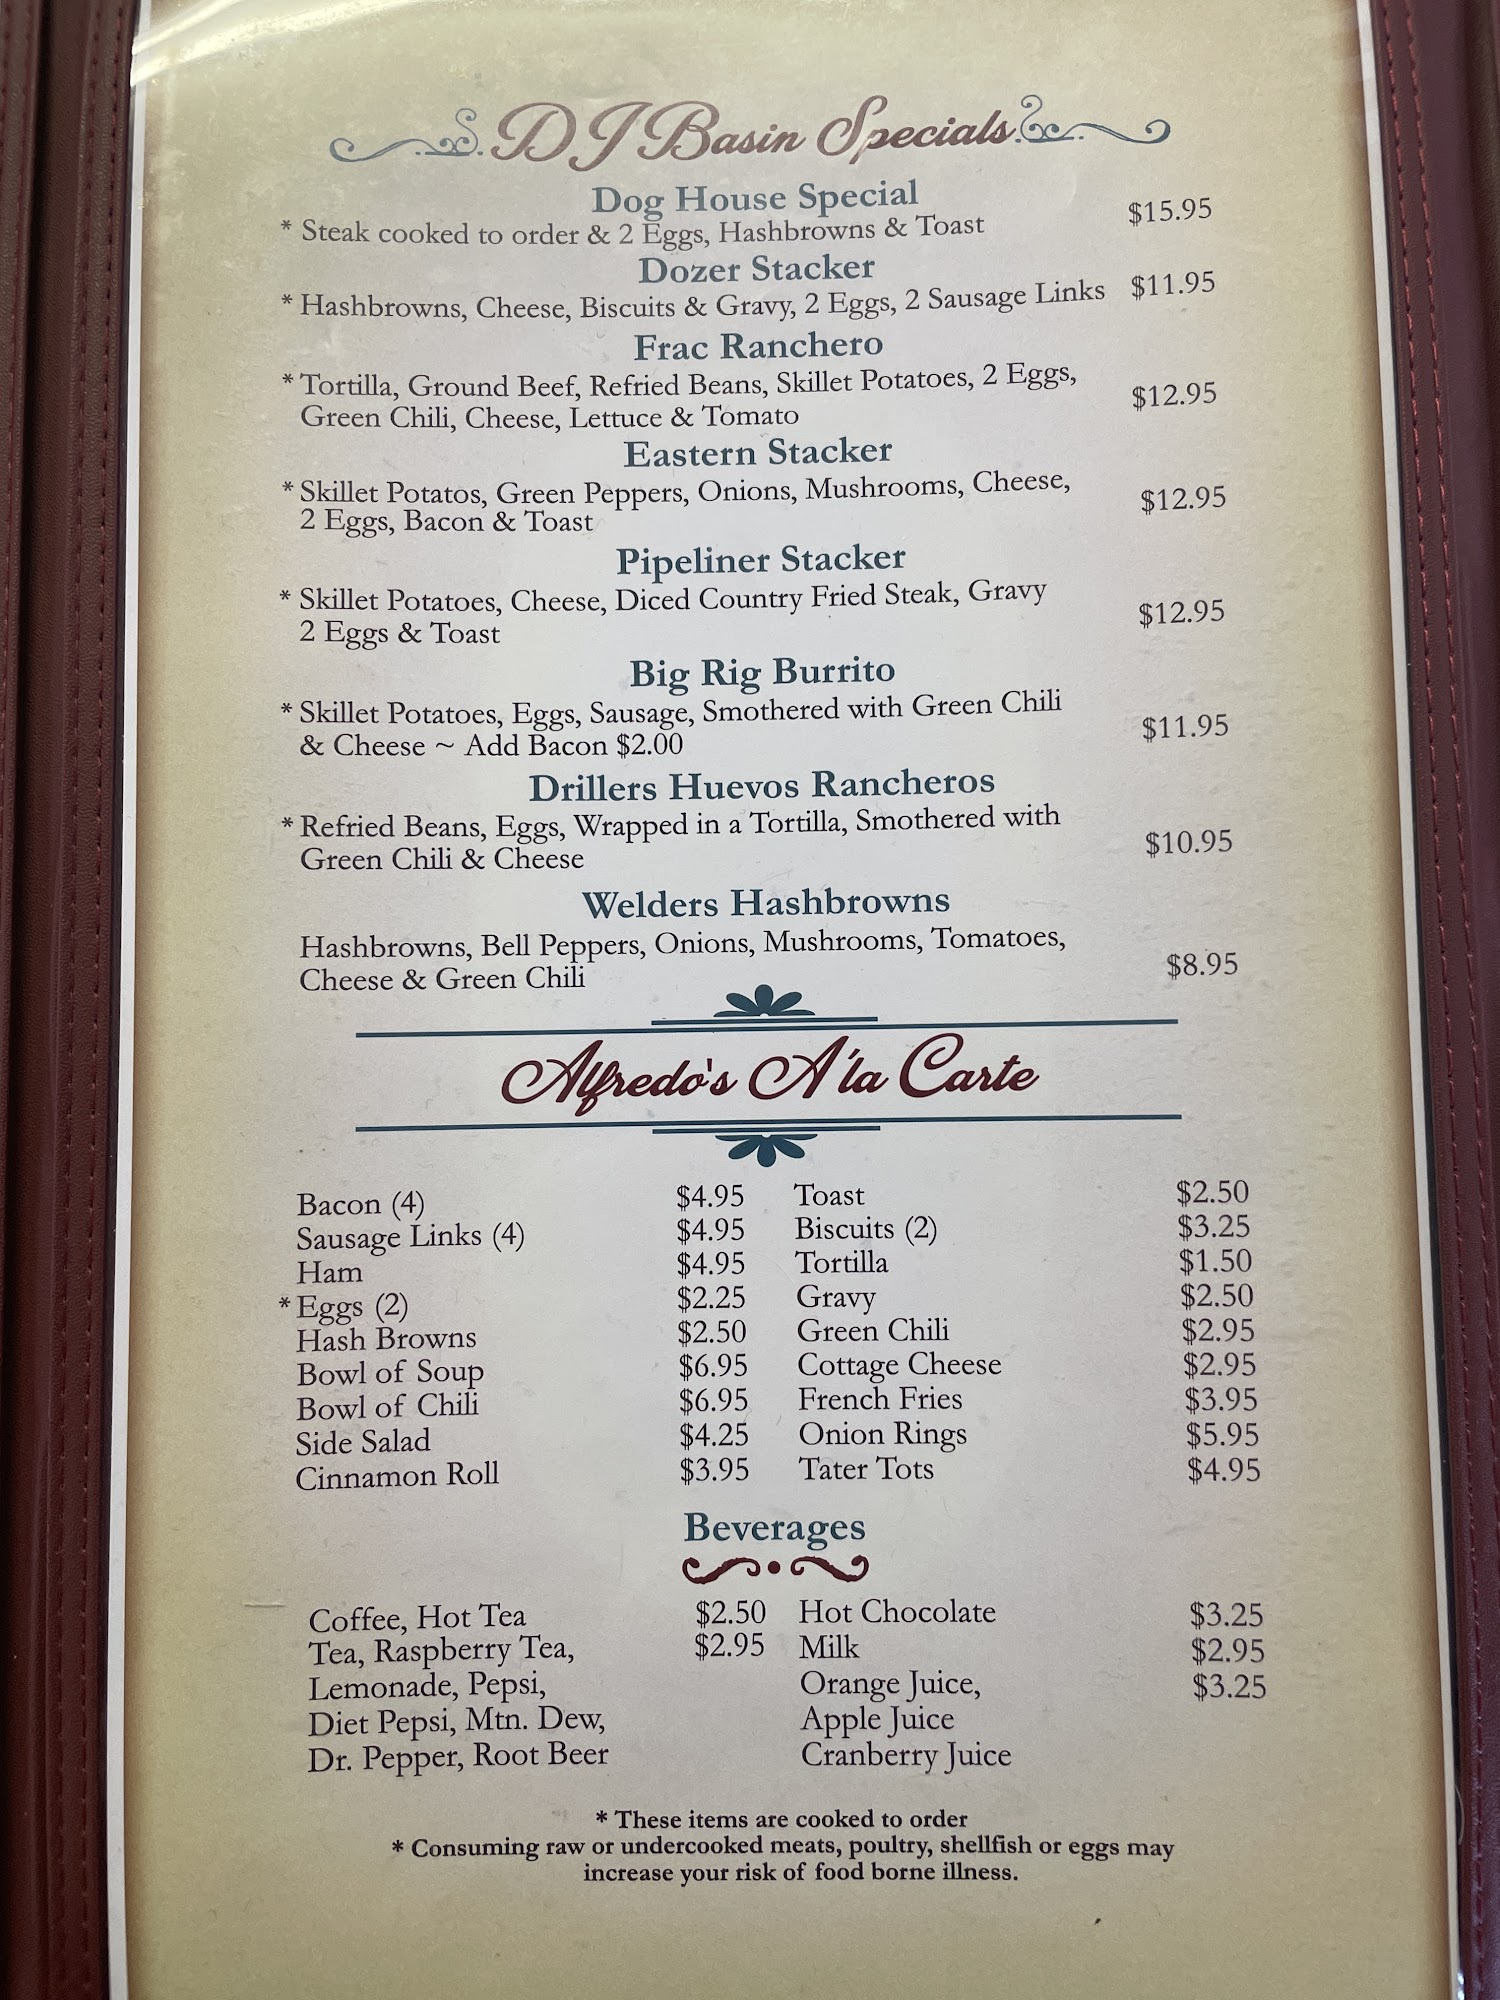 DJ Basin Specials
Dog House Special
* Steak cooked to order & 2 Eggs, Hashbrowns & Toast $15.95
Dozer Stacker
* Hashbrowns, Cheese, Biscuits & Gravy, 2 Eggs, 2 Sausage Links $11.95
Frac Ranchero
* Tortilla, Ground Beef, Refried Beans, Skillet Potatoes, 2 Eggs,
Green Chili, Cheese, Lettuce & Tomato $12.95
Eastern Stacker
* Skillet Potatos, Green Peppers, Onions, Mushrooms, Cheese,
2 Eggs, Bacon & Toast $12.95
Pipeliner Stacker
* Skillet Potatoes, Cheese, Diced Country Fried Steak, Gravy
2 Eggs & Toast $12.95
Big Rig Burrito
* Skillet Potatoes, Eggs, Sausage, Smothered with Green Chili
& Cheese ~ Add Bacon $2.00 $11.95
Drillers Huevos Rancheros
* Refried Beans, Eggs, Wrapped in a Tortilla, Smothered with
Green Chili & Cheese $10.95
Welders Hashbrowns
Hashbrowns, Bell Peppers, Onions, Mushrooms, Tomatoes,
Cheese & Green Chili $8.95
Alfredo's A'la Carte
Bacon (4) $4.95
Sausage Links (4) $4.95
Ham $4.95
* Eggs (2) $2.25
Hash Browns $2.50
Bowl of Soup $6.95
Bowl of Chili $6.95
Side Salad $4.25
Cinnamon Roll $3.95
Toast $2.50
Biscuits (2) $3.25
Tortilla $1.50
Gravy $2.50
Green Chili $2.95
Cottage Cheese $2.95
French Fries $3.95
Onion Rings $5.95
Tater Tots $4.95
Beverages
Coffee, Hot Tea $2.50
Tea, Raspberry Tea, $2.95
Lemonade, Pepsi,
Diet Pepsi, Mtn. Dew,
Dr. Pepper, Root Beer
Hot Chocolate $3.25
Milk $2.95
Orange Juice, $3.25
Apple Juice
Cranberry Juice
* These items are cooked to order
* Consuming raw or undercooked meats, poultry, shellfish or eggs may
increase your risk of food borne illness.